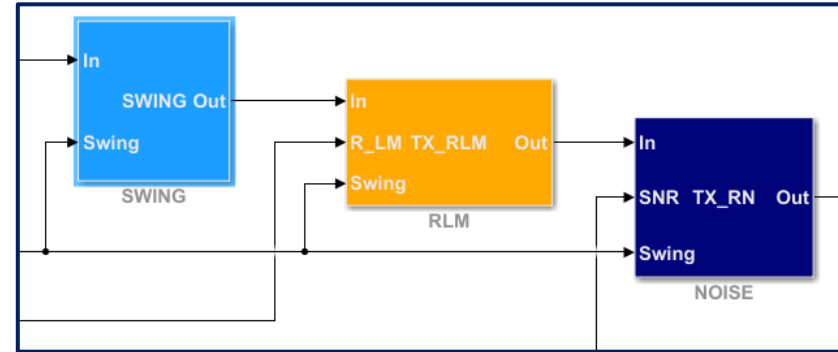 In
SWING Out
Swing
SWING
In
R_LM TX_RLM Out
Swing
RLM
In
SNR TX_RN Out
Swing
NOISE